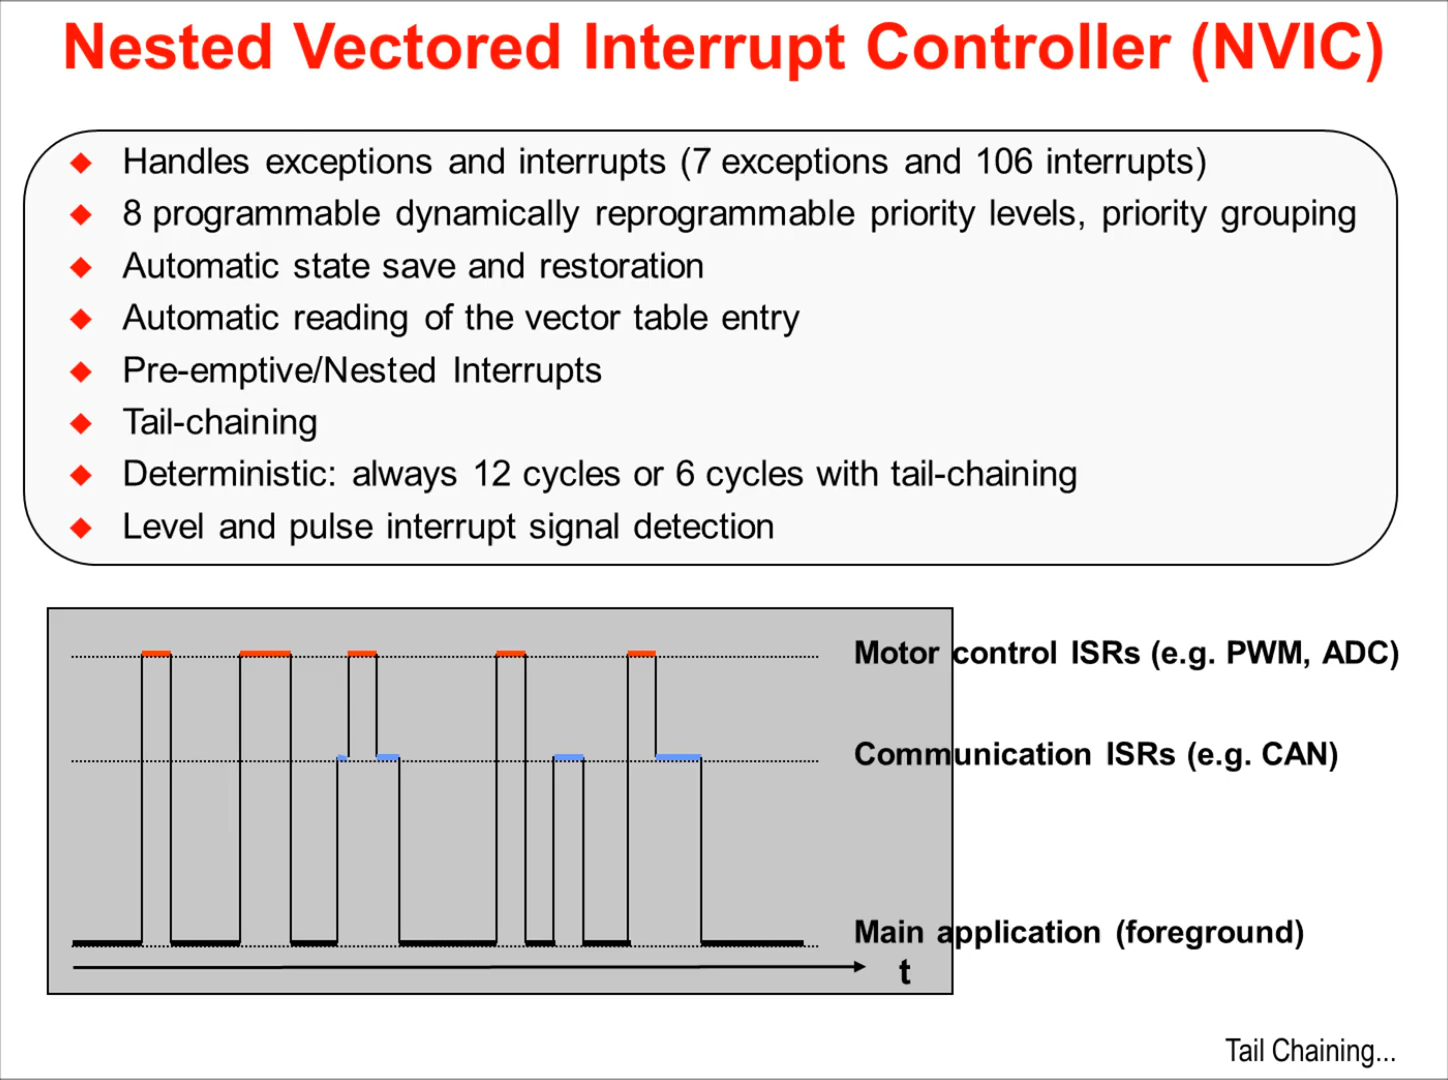 Nested Vectored Interrupt Controller (NVIC)
Handles exceptions and interrupts (7 exceptions and 106 interrupts)
8 programmable dynamically reprogrammable priority levels, priority grouping
Automatic state save and restoration
Automatic reading of the vector table entry
Pre-emptive/Nested Interrupts
Tail-chaining
Deterministic: always 12 cycles or 6 cycles with tail-chaining
Level and pulse interrupt signal detection
Motor control ISRs (e.g. PWM, ADC)
Communication ISRs (e.g. CAN)
Main application (foreground)
t
Tail Chaining...